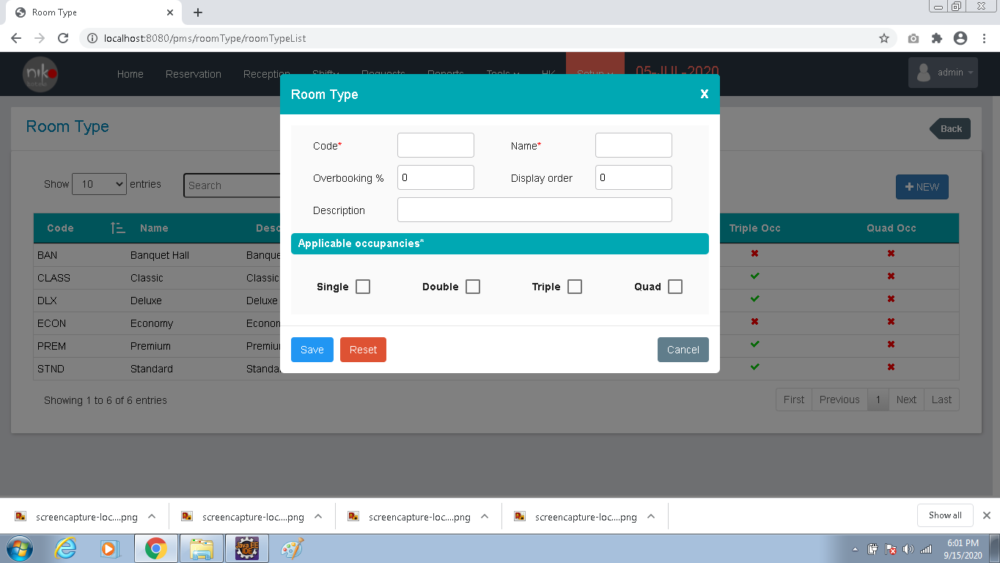 Room Type
localhost:8080/pms/roomType/roomTypeList
niko
Home Reservation Reception Shifty Requests Reports Tools HK Setup 05-JUL-2020 admin
Room Type X
Room Type Back
Code* Name*
Overbooking % 0 Display order 0
Show 10 entries Search + NEW
Description
Code Name Desc Triple Occ Quad Occ
Applicable occupancies*
BAN Banquet Hall Banque
CLASS Classic Classic
Single Double Triple Quad
DLX Deluxe Deluxe
ECON Economy Econon
PREM Premium Premiu
Save Reset Cancel
STND Standard Standa
Showing 1 to 6 of 6 entries First Previous 1 Next Last
screencapture-loc....png screencapture-loc....png screencapture-loc....png screencapture-loc....png Show all
Java EE
IDE
6:01 PM
9/15/2020